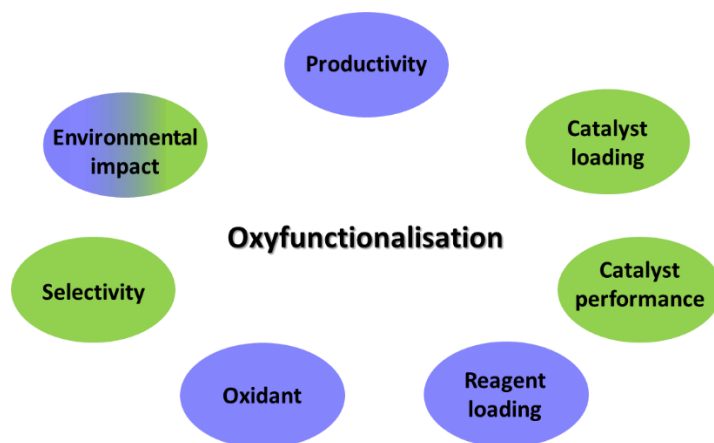 Productivity
Environmental
impact
Catalyst
loading
Oxyfunctionalisation
Selectivity
Catalyst
performance
Oxidant
Reagent
loading